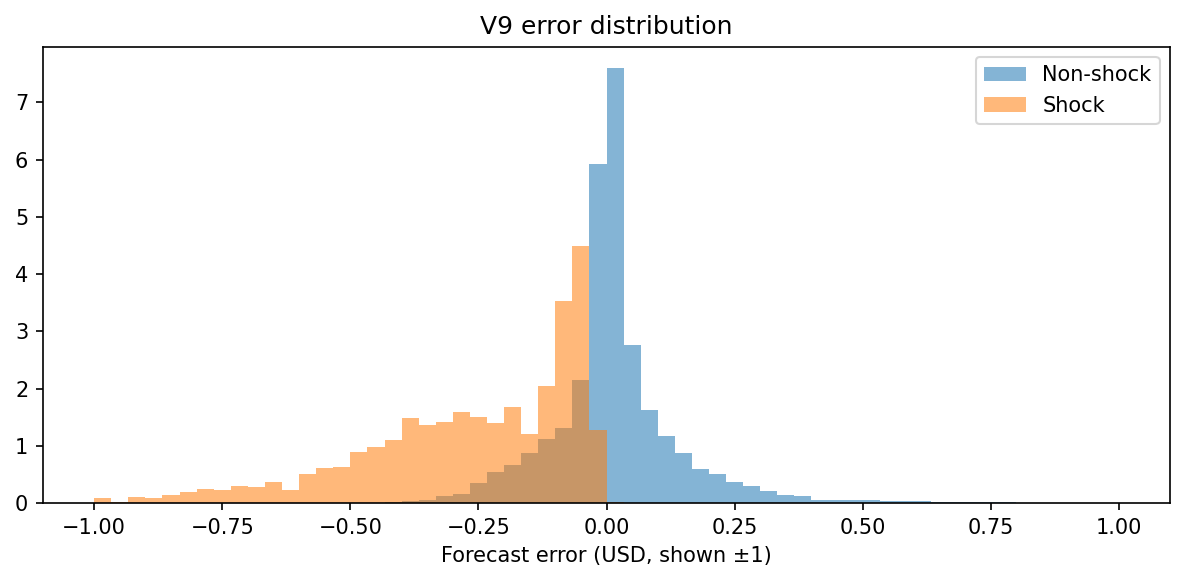 V9 error distribution
Non-shock
Shock
7
6
5
4
3
2
1
0
−1.00 −0.75 −0.50 −0.25 0.00 0.25 0.50 0.75 1.00
Forecast error (USD, shown ±1)